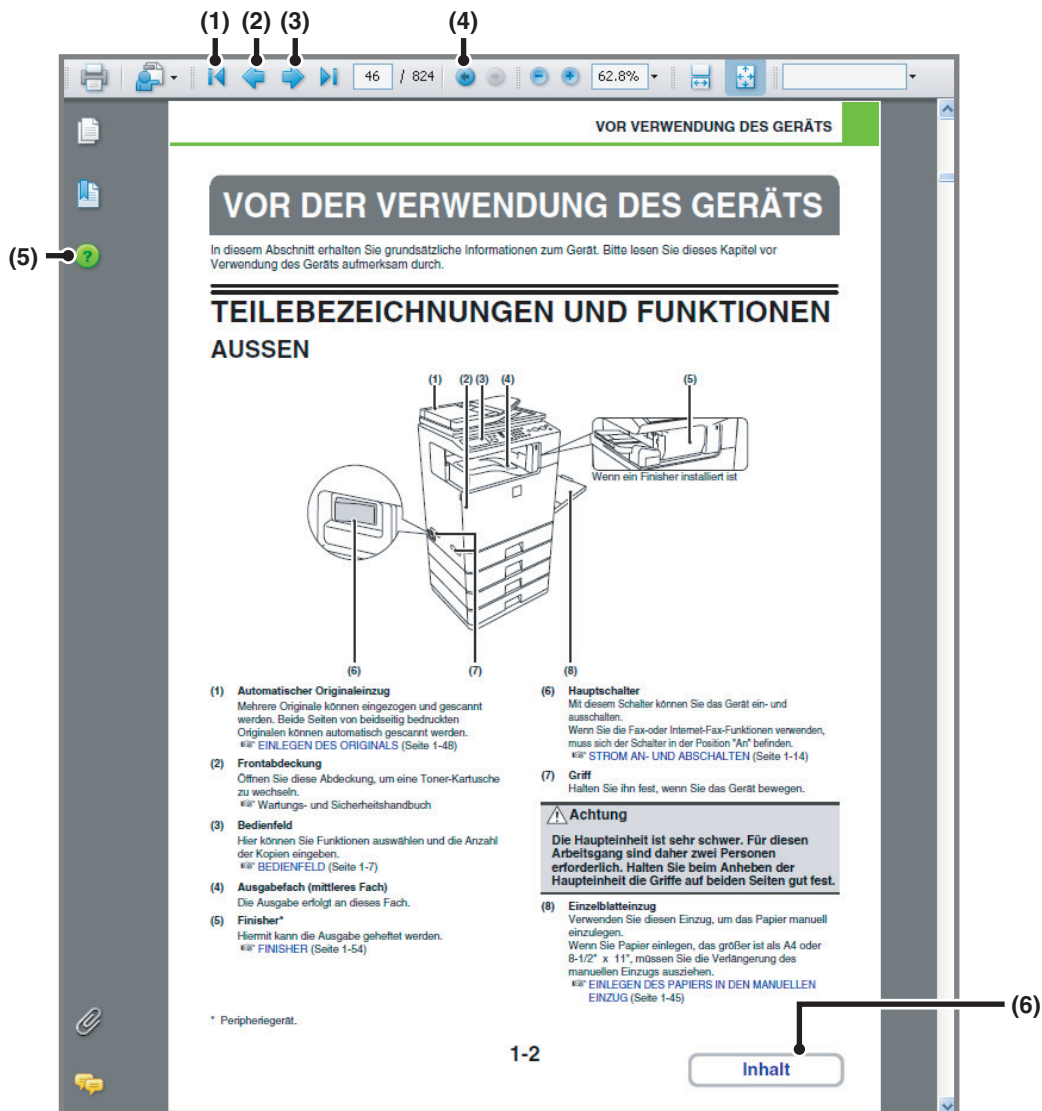 (1) (2) (3) (4)
46 / 824 62.8%
VOR VERWENDUNG DES GERÄTS
VOR DER VERWENDUNG DES GERÄTS
(5)
In diesem Abschnitt erhalten Sie grundsätzliche Informationen zum Gerät. Bitte lesen Sie dieses Kapitel vor
Verwendung des Geräts aufmerksam durch.
TEILEBEZEICHNUNGEN UND FUNKTIONEN
AUSSEN
(1) (2) (3) (4) (5)
Wenn ein Finisher installiert ist
(6) (7) (8)
(1) Automatischer Originaleinzug
Mehrere Originale können eingezogen und gescannt
werden. Beide Seiten von beidseitig bedruckten
Originalen können automatisch gescannt werden.
EINLEGEN DES ORIGINALS (Seite 1-48)
(2) Frontabdeckung
Öffnen Sie diese Abdeckung, um eine Toner-Kartusche
zu wechseln.
Wartungs- und Sicherheitshandbuch
(3) Bedienfeld
Hier können Sie Funktionen auswählen und die Anzahl
der Kopien eingeben.
BEDIENFELD (Seite 1-7)
(4) Ausgabefach (mittleres Fach)
Die Ausgabe erfolgt an dieses Fach.
(5) Finisher*
Hiermit kann die Ausgabe geheftet werden.
FINISHER (Seite 1-54)
(6) Hauptschalter
Mit diesem Schalter können Sie das Gerät ein- und
ausschalten.
Wenn Sie die Fax-oder Internet-Fax-Funktionen verwenden,
muss sich der Schalter in der Position "An" befinden.
STROM AN- UND ABSCHALTEN (Seite 1-14)
(7) Griff
Halten Sie ihn fest, wenn Sie das Gerät bewegen.
Achtung
Die Haupteinheit ist sehr schwer. Für diesen
Arbeitsgang sind daher zwei Personen
erforderlich. Halten Sie beim Anheben der
Haupteinheit die Griffe auf beiden Seiten gut fest.
(8) Einzelblatteinzug
Verwenden Sie diesen Einzug, um das Papier manuell
einzulegen.
Wenn Sie Papier einlegen, das größer ist als A4 oder
8-1/2" x 11", müssen Sie die Verlängerung des
manuellen Einzugs ausziehen.
EINLEGEN DES PAPIERS IN DEN MANUELLEN
EINZUG (Seite 1-45)
(6)
* Peripheriegerät.
1-2
Inhalt